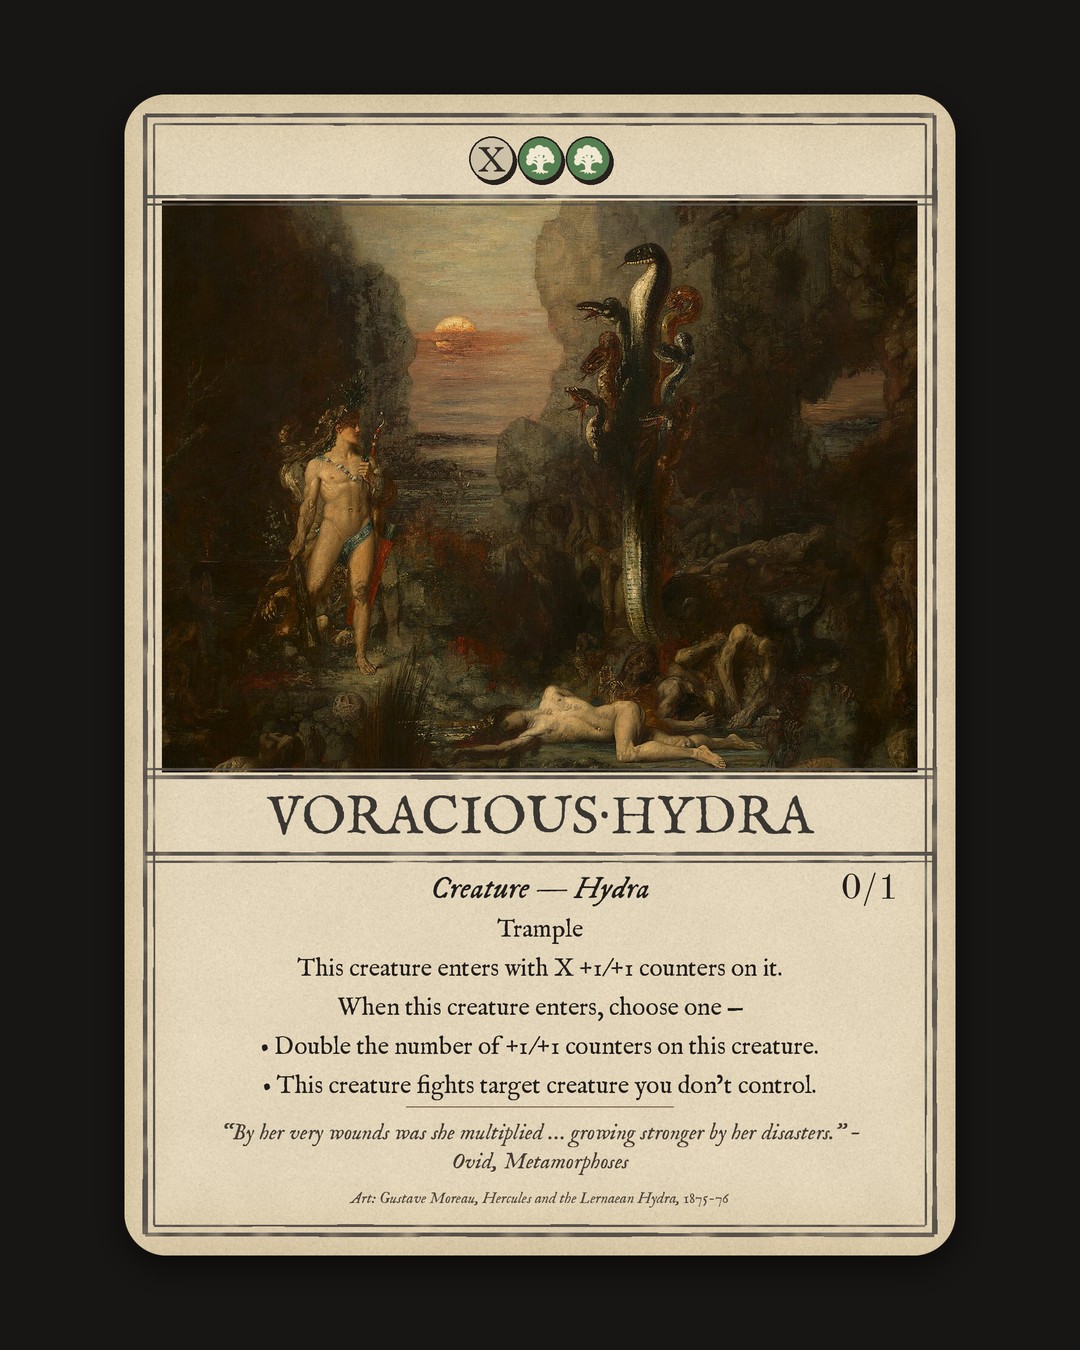 X
VORACIOUS·HYDRA
Creature — Hydra
0/1
Trample
This creature enters with X +1/+1 counters on it.
When this creature enters, choose one —
• Double the number of +1/+1 counters on this creature.
• This creature fights target creature you don't control.
“By her very wounds was she multiplied ... growing stronger by her disasters.” -
Ovid, Metamorphoses
Art: Gustave Moreau, Hercules and the Lernaean Hydra, 1875-76